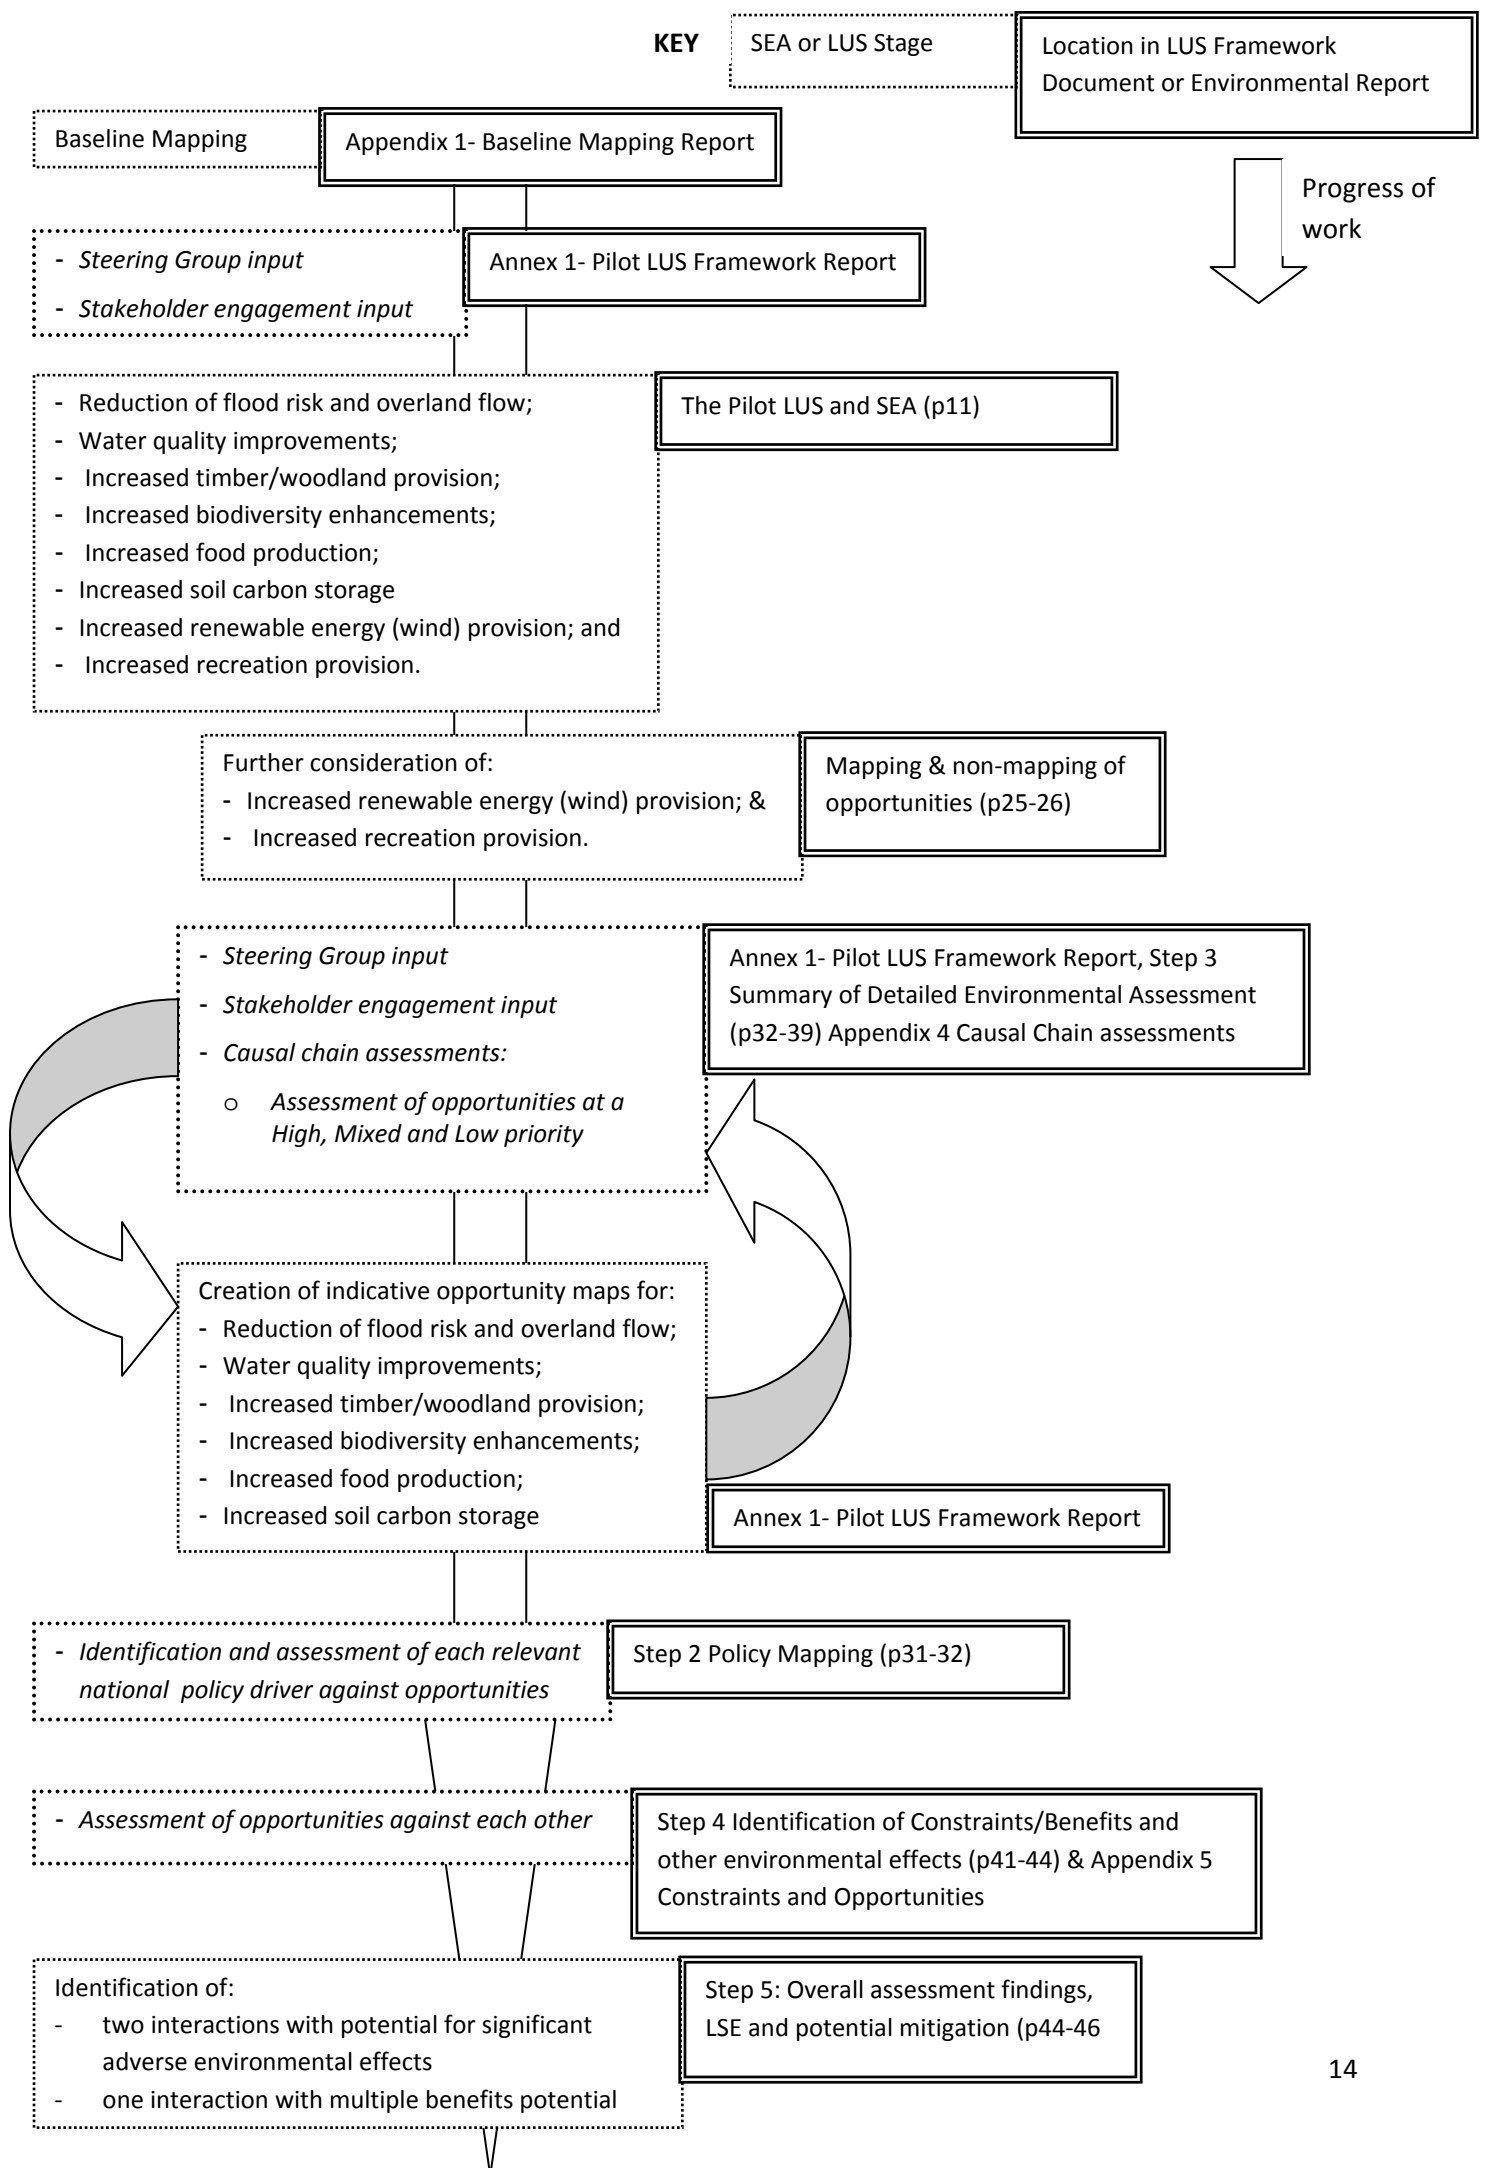 KEY
SEA or LUS Stage
Location in LUS Framework
Document or Environmental Report
Progress of
work
Baseline Mapping
Appendix 1- Baseline Mapping Report
- Steering Group input
- Stakeholder engagement input
Annex 1- Pilot LUS Framework Report
- Reduction of flood risk and overland flow;
- Water quality improvements;
- Increased timber/woodland provision;
- Increased biodiversity enhancements;
- Increased food production;
- Increased soil carbon storage
- Increased renewable energy (wind) provision; and
- Increased recreation provision.
The Pilot LUS and SEA (p11)
Further consideration of:
- Increased renewable energy (wind) provision; &
- Increased recreation provision.
Mapping & non-mapping of
opportunities (p25-26)
- Steering Group input
- Stakeholder engagement input
- Causal chain assessments:
o Assessment of opportunities at a
High, Mixed and Low priority
Annex 1- Pilot LUS Framework Report, Step 3
Summary of Detailed Environmental Assessment
(p32-39) Appendix 4 Causal Chain assessments
Creation of indicative opportunity maps for:
- Reduction of flood risk and overland flow;
- Water quality improvements;
- Increased timber/woodland provision;
- Increased biodiversity enhancements;
- Increased food production;
- Increased soil carbon storage
Annex 1- Pilot LUS Framework Report
- Identification and assessment of each relevant
national policy driver against opportunities
Step 2 Policy Mapping (p31-32)
- Assessment of opportunities against each other
Step 4 Identification of Constraints/Benefits and
other environmental effects (p41-44) & Appendix 5
Constraints and Opportunities
Identification of:
- two interactions with potential for significant
adverse environmental effects
- one interaction with multiple benefits potential
Step 5: Overall assessment findings,
LSE and potential mitigation (p44-46
14